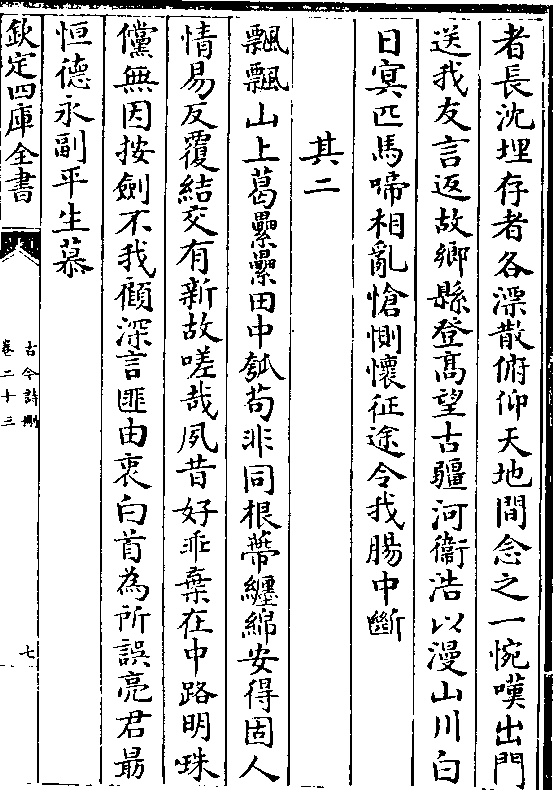 者長沈埋存者各漂散俯仰天地間念之一惋嘆出門
送我友言返故鄉縣登高望古疆河衞浩以漫山川白
日冥匹馬啼相亂愴惻懷征途令我腸中斷
其二
飄飄山上葛纍纍田中瓠茍非同根蔕纏綿安得固人
情易反覆結交有新故嗟哉夙昔好乖棄在中路明珠
儻無因按劍不我顧深言匪由衷白首為所誤亮君勗
恒德永副平生慕
欽定四庫全書
古今詩刪
卷二十三
七